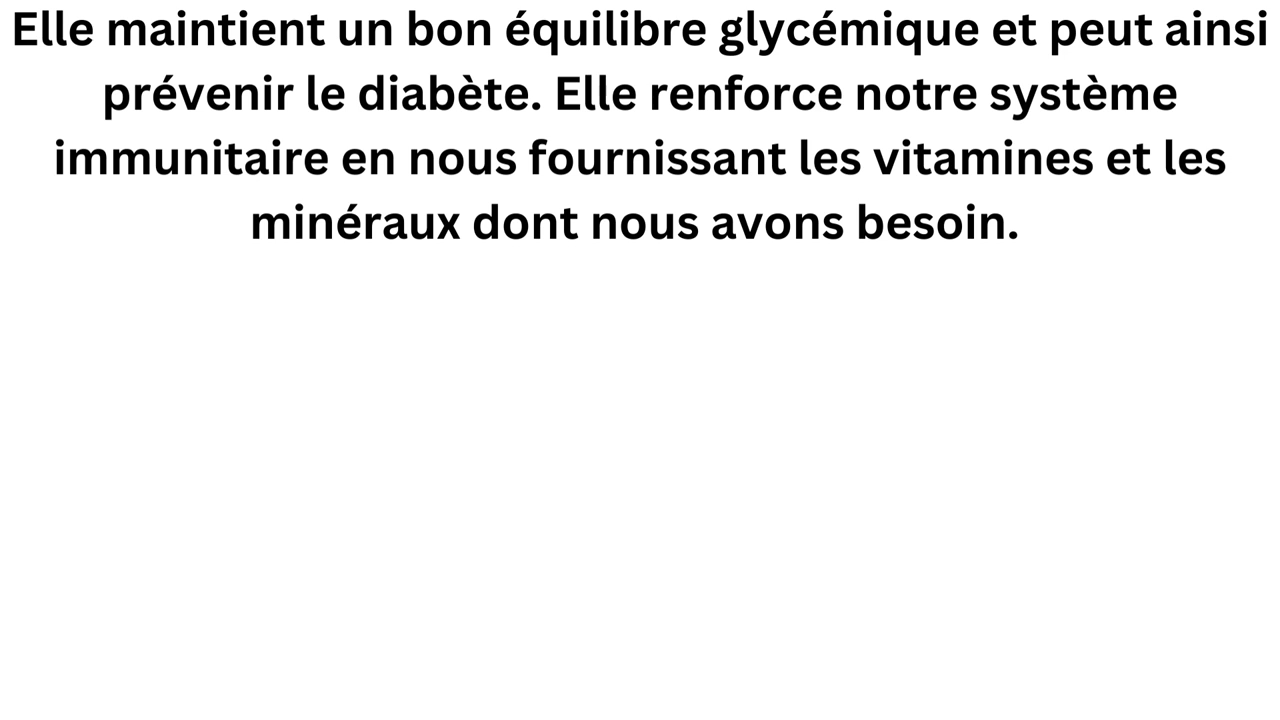 Elle maintient un bon équilibre glycémique et peut ainsi
prévenir le diabète. Elle renforce notre système
immunitaire en nous fournissant les vitamines et les
minéraux dont nous avons besoin.